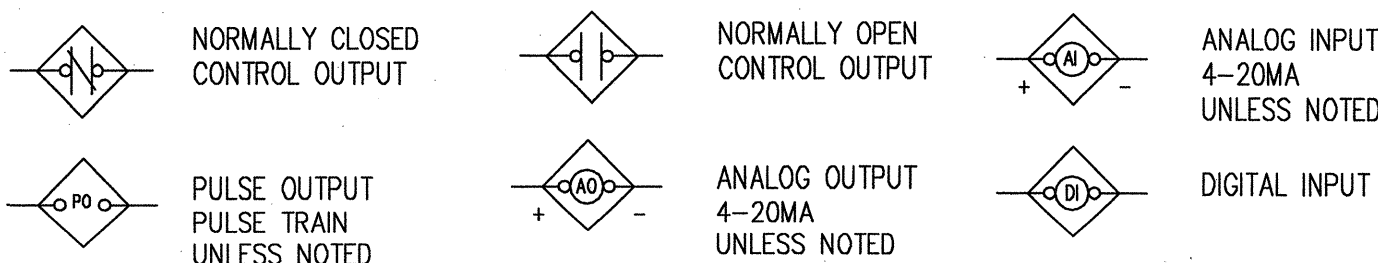 NORMALLY CLOSED
CONTROL OUTPUT
NORMALLY OPEN
CONTROL OUTPUT
AI
+ -
ANALOG INPUT
4-20MA
UNLESS NOTED
PO
PULSE OUTPUT
PULSE TRAIN
UNLESS NOTED
AO
+ -
ANALOG OUTPUT
4-20MA
UNLESS NOTED
DI
DIGITAL INPUT